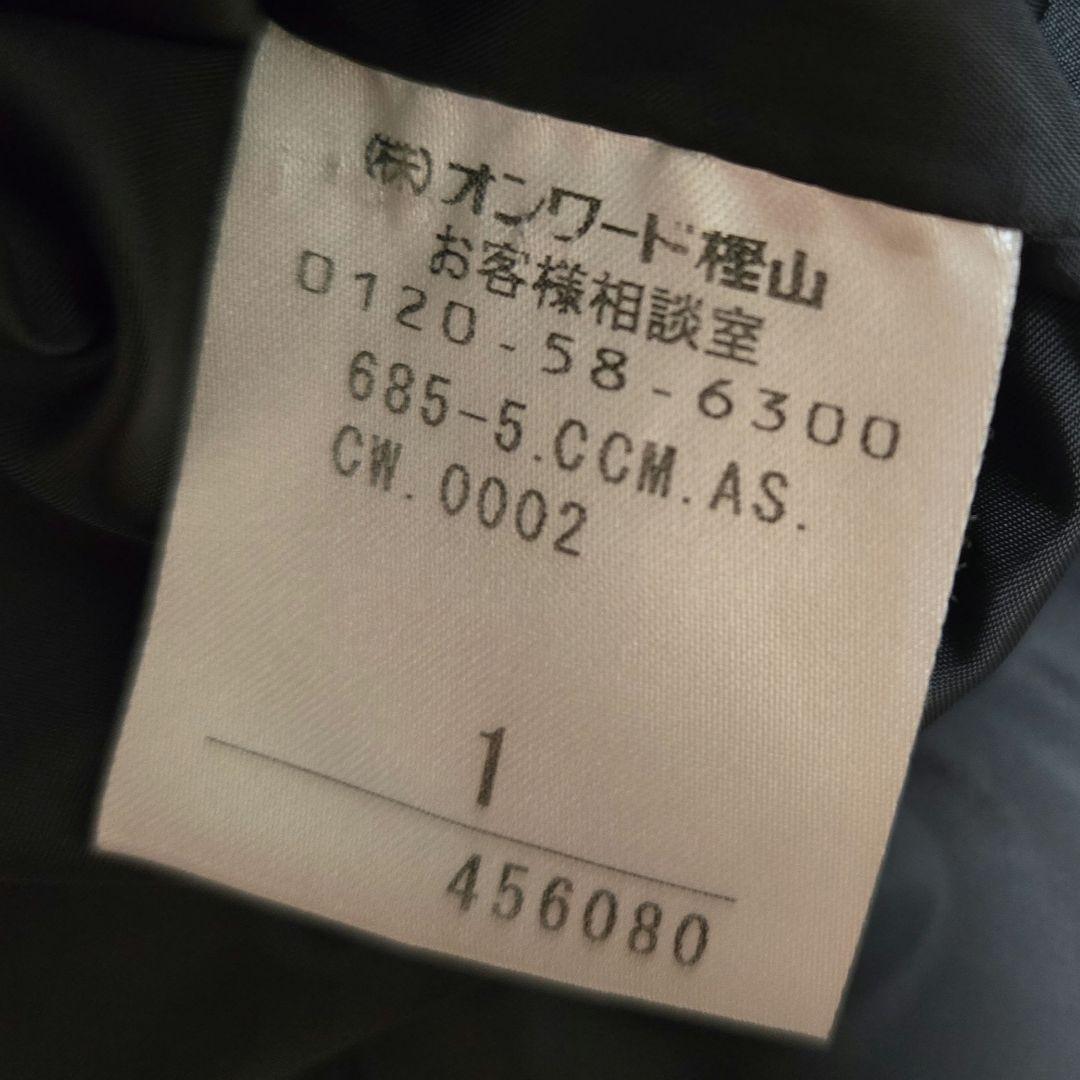 (株)オンワード樫山
お客様相談室
0120-58-6300
685-5.CCM.AS.
CW.0002
1
456080